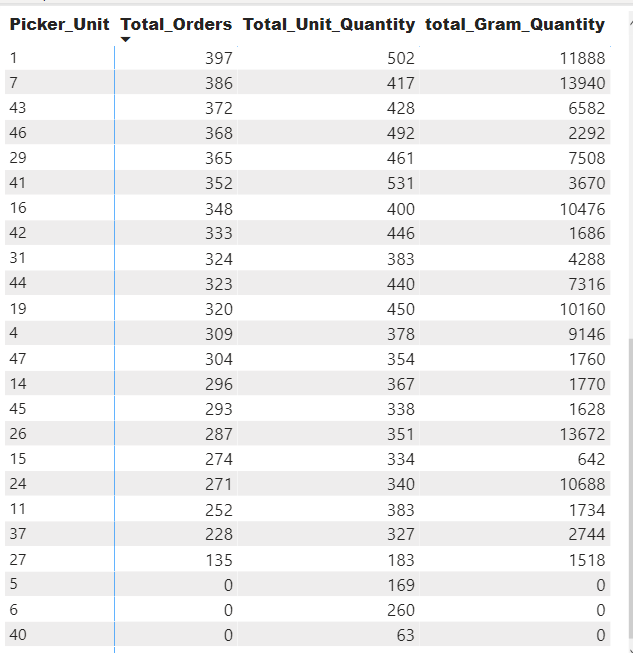 Picker_Unit Total_Orders Total_Unit_Quantity total_Gram_Quantity
1 397 502 11888
7 386 417 13940
43 372 428 6582
46 368 492 2292
29 365 461 7508
41 352 531 3670
16 348 400 10476
42 333 446 1686
31 324 383 4288
44 323 440 7316
19 320 450 10160
4 309 378 9146
47 304 354 1760
14 296 367 1770
45 293 338 1628
26 287 351 13672
15 274 334 642
24 271 340 10688
11 252 383 1734
37 228 327 2744
27 135 183 1518
5 0 169 0
6 0 260 0
40 0 63 0